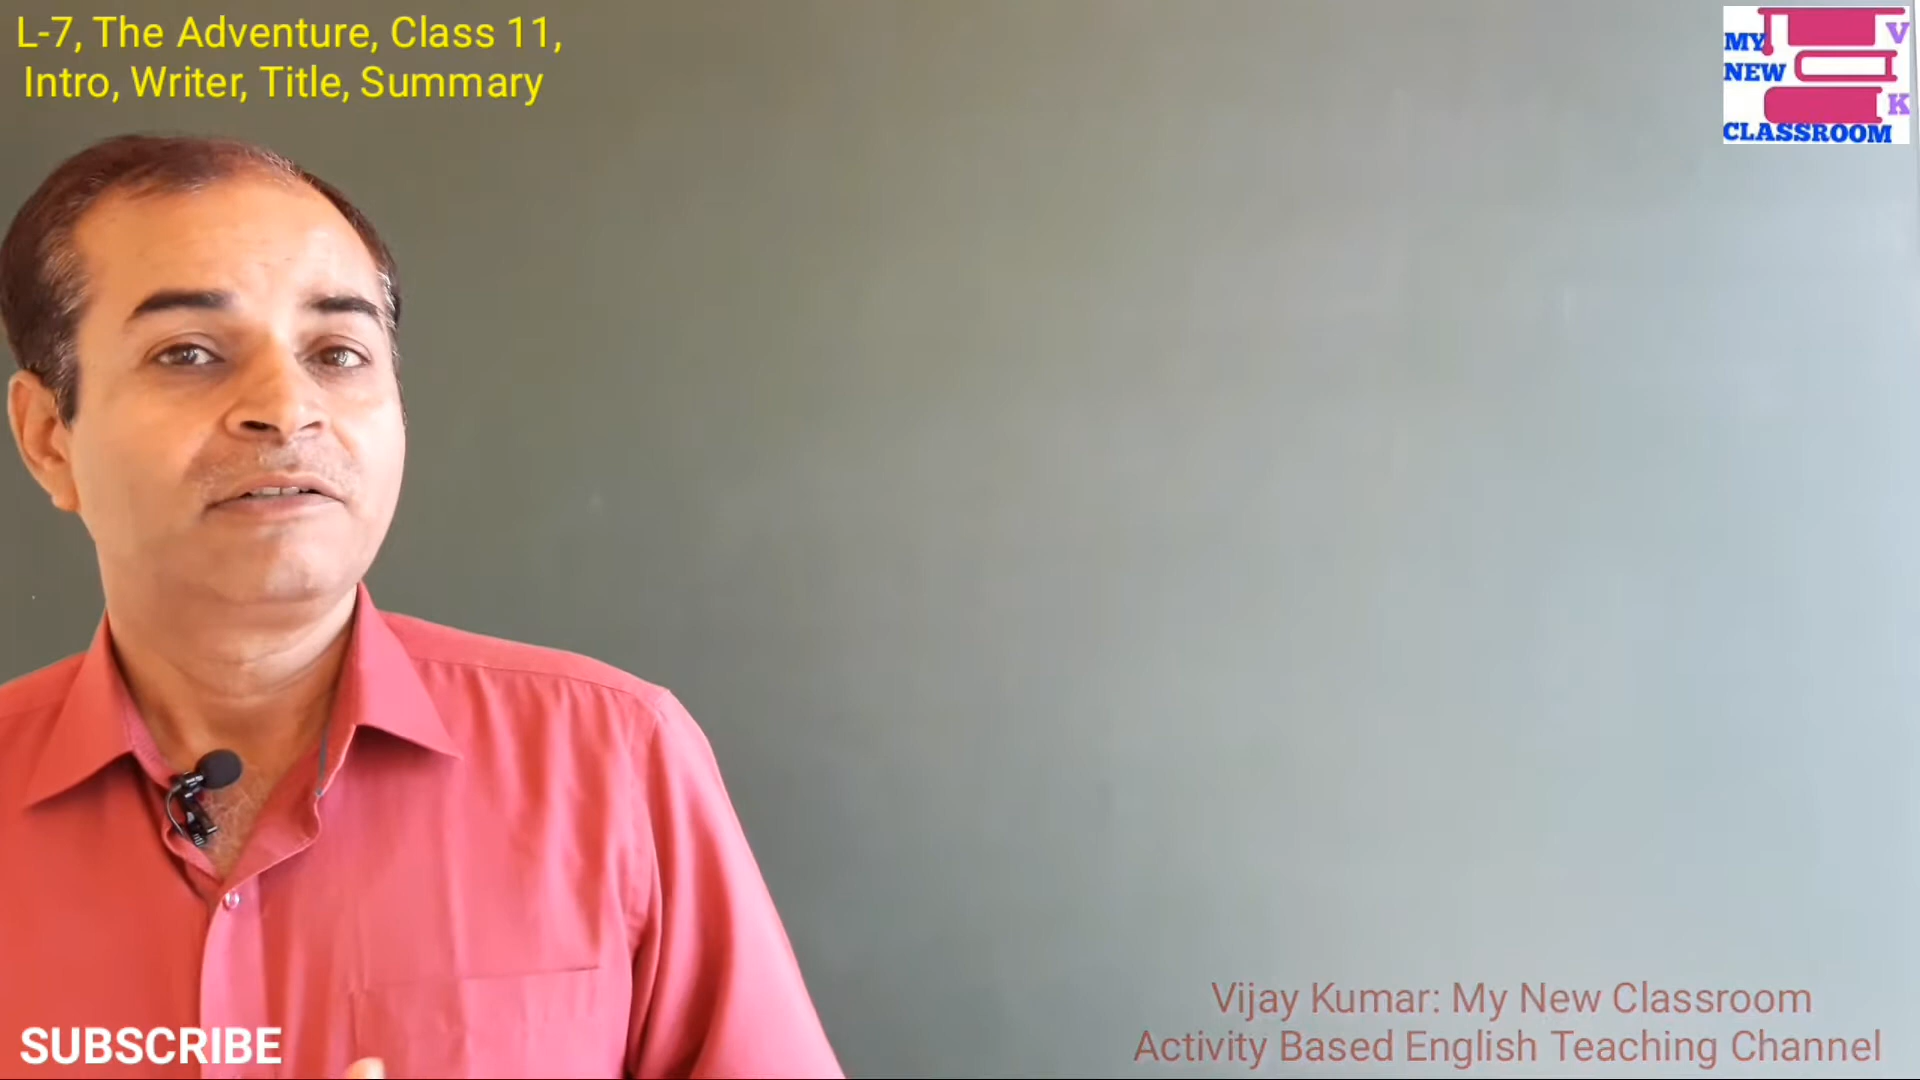 L-7, The Adventure, Class 11,
Intro, Writer, Title, Summary
MY
NEW
CLASSROOM
V
K
SUBSCRIBE
Vijay Kumar: My New Classroom
Activity Based English Teaching Channel